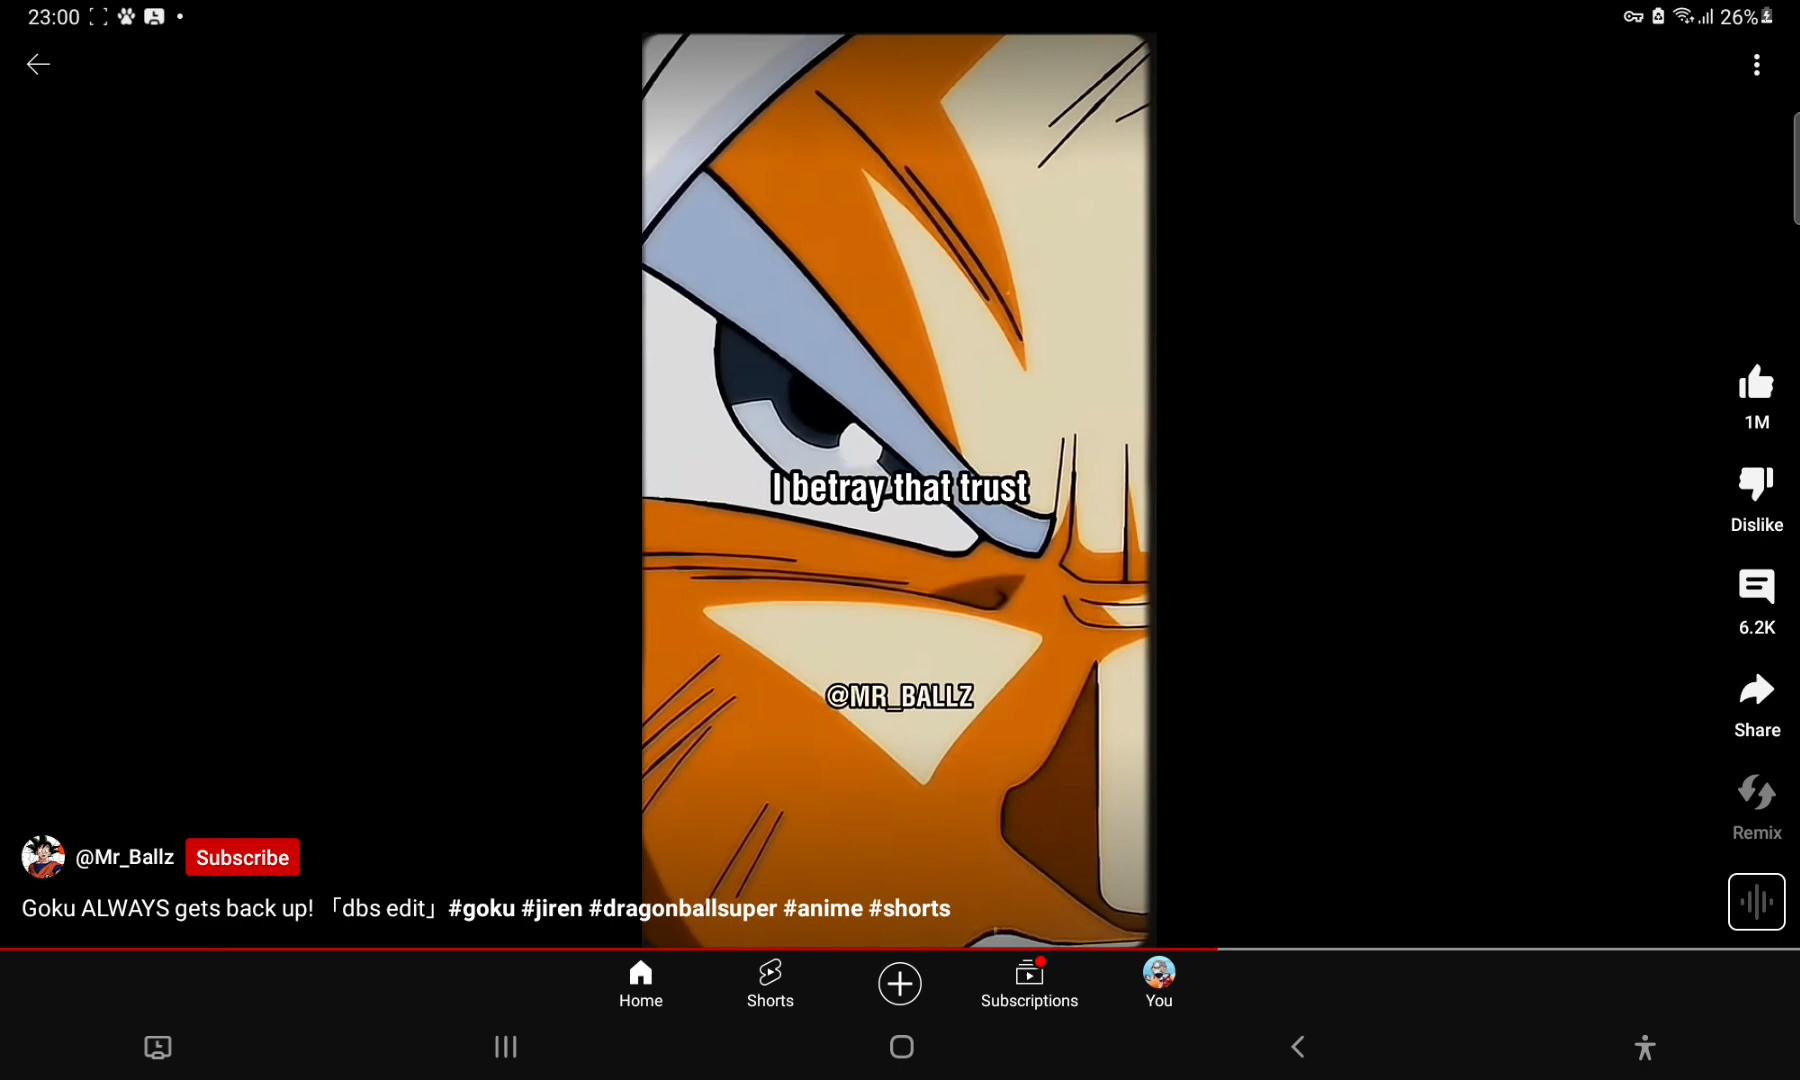 23:00
26%
I betray that trust
@MR_BALLZ
1M
Dislike
6.2K
Share
Remix
@Mr_Ballz
Subscribe
Goku ALWAYS gets back up! 「dbs edit」 #goku #jiren #dragonballsuper #anime #shorts
Home
Shorts
Subscriptions
You